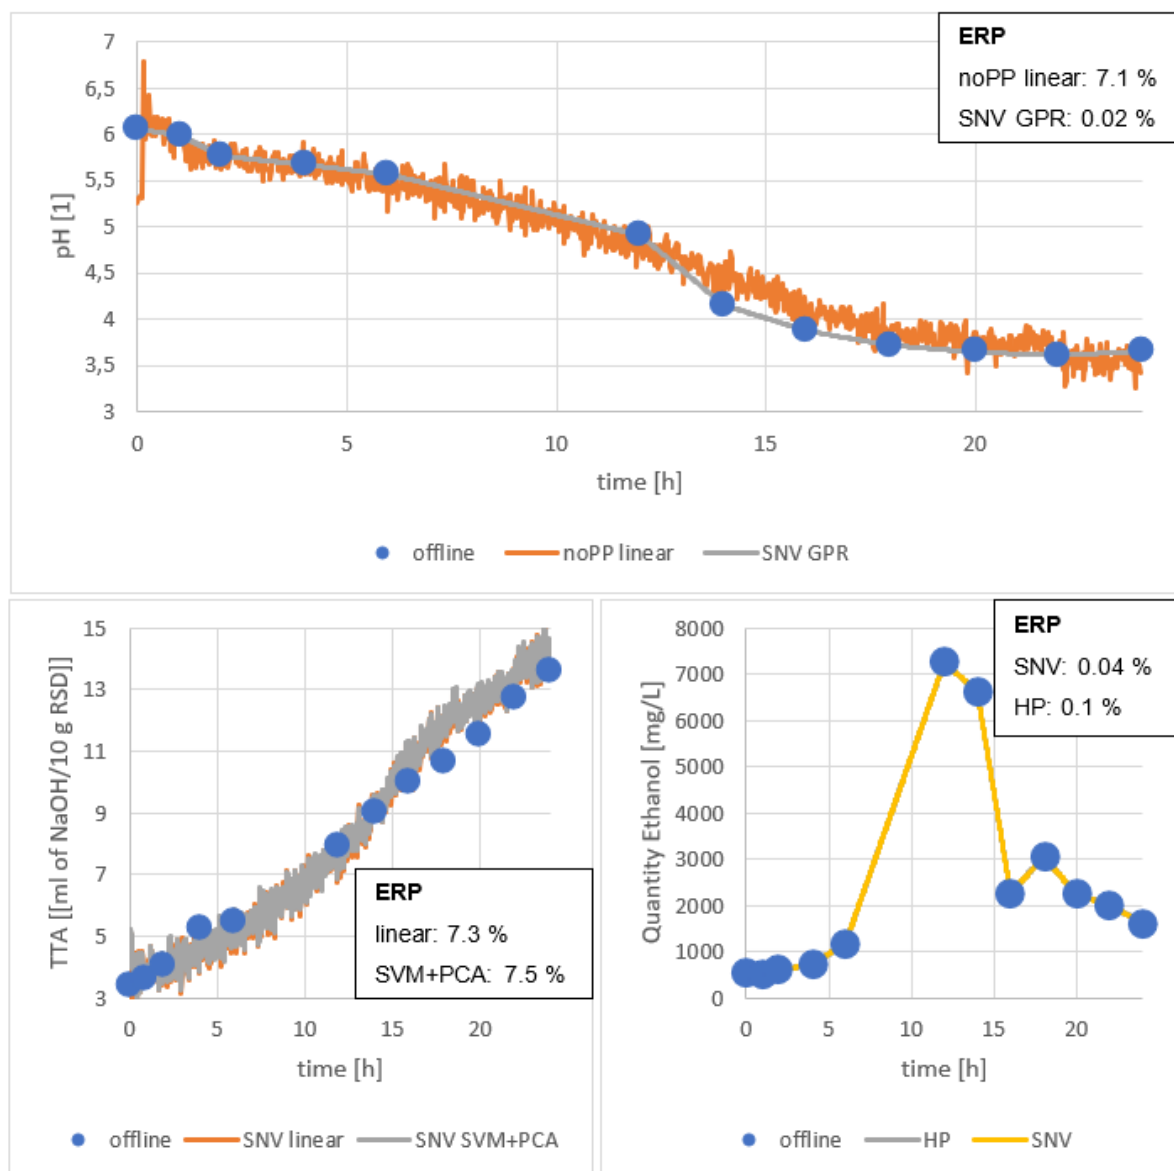 ERP
noPP linear: 7.1 %
SNV GPR: 0.02 %
7
6,5
6
5,5
5
4,5
4
3,5
3
pH [1]
0 5 10 15 20
time [h]
offline noPP linear SNV GPR
15
13
11
9
7
5
3
TTA [[ml of NaOH/10 g RSD]]
ERP
linear: 7.3 %
SVM+PCA: 7.5 %
0 5 10 15 20
time [h]
offline SNV linear SNV SVM+PCA
ERP
SNV: 0.04 %
HP: 0.1 %
8000
7000
6000
5000
4000
3000
2000
1000
0
Quantity Ethanol [mg/L]
0 5 10 15 20
time [h]
offline HP SNV